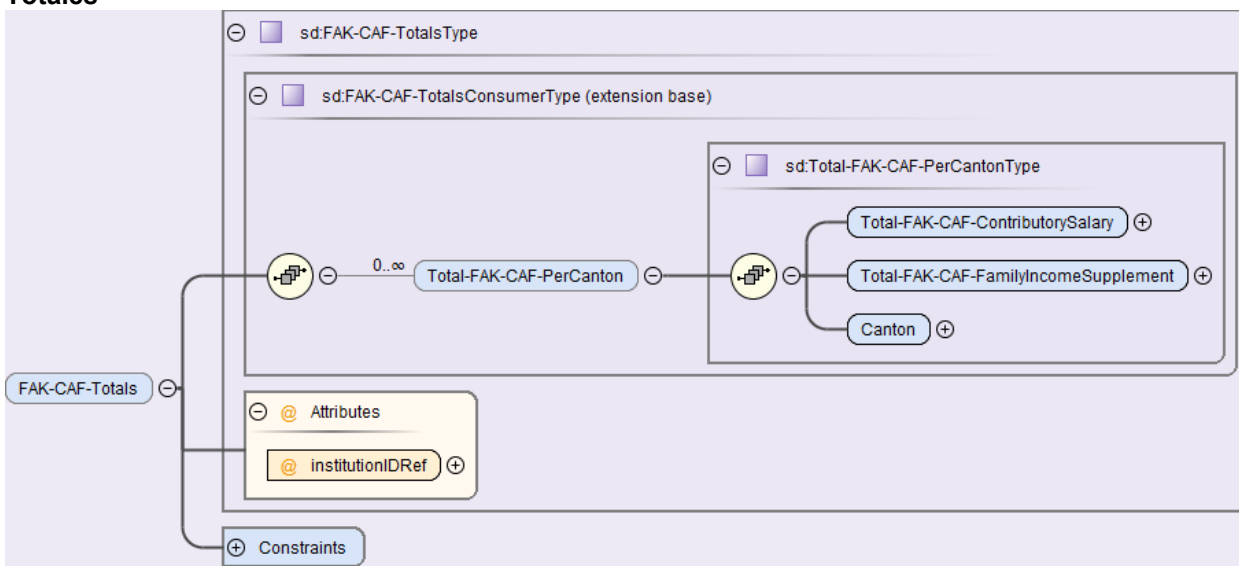 Totales
sd:FAK-CAF-TotalsType
sd:FAK-CAF-TotalsConsumerType (extension base)
sd:Total-FAK-CAF-PerCantonType
Total-FAK-CAF-ContributorySalary
0..∞
Total-FAK-CAF-PerCanton
Total-FAK-CAF-FamilyIncomeSupplement
Canton
FAK-CAF-Totals
@ Attributes
@ institutionIDRef
Constraints